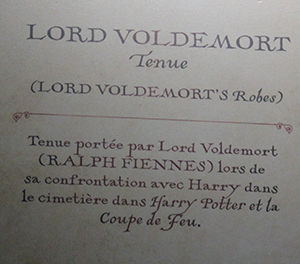 LORD VOLDEMORT
Tenue
(LORD VOLDEMORT'S Robes)
Tenue portée par Lord Voldemort
(RALPH FIENNES) lors de
sa confrontation avec Harry dans
le cimetière dans Harry Potter et la
Coupe de Feu.